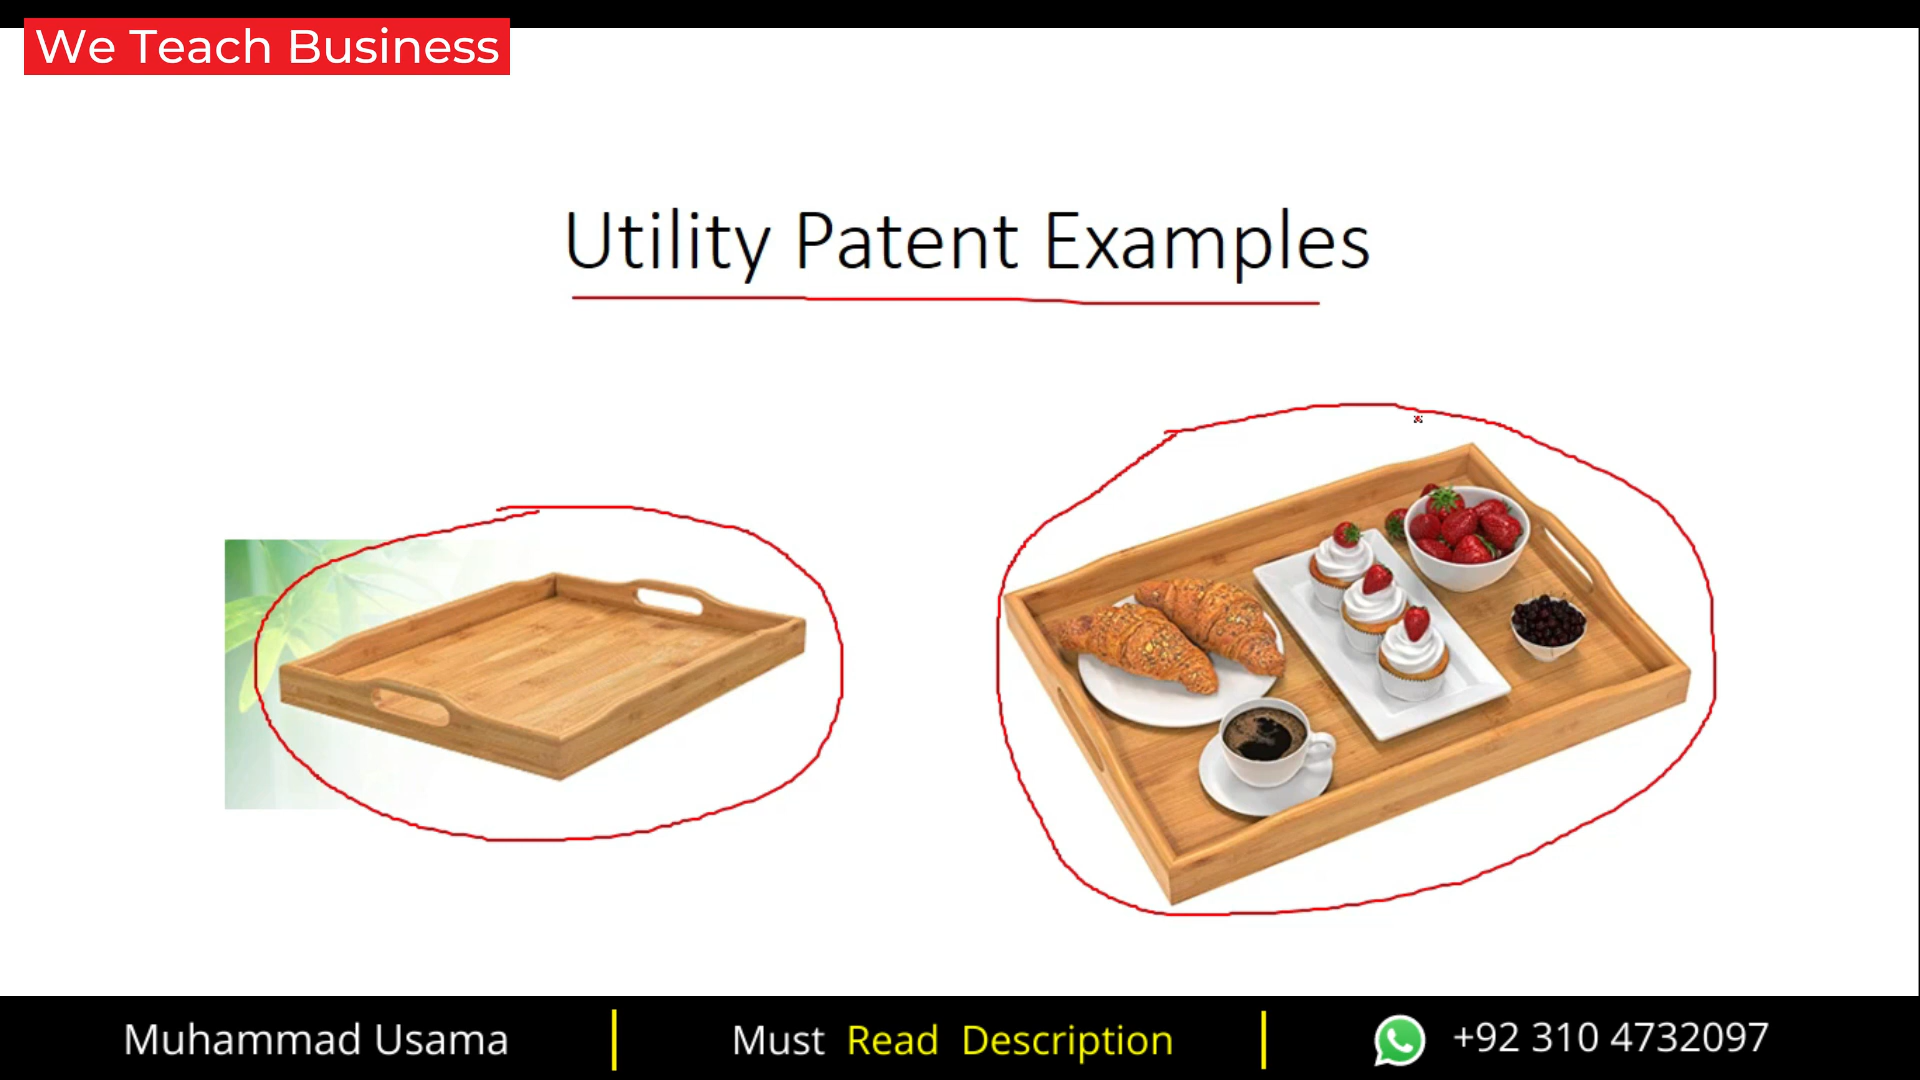 We Teach Business
Utility Patent Examples
Muhammad Usama
Must Read Description
+92 310 4732097